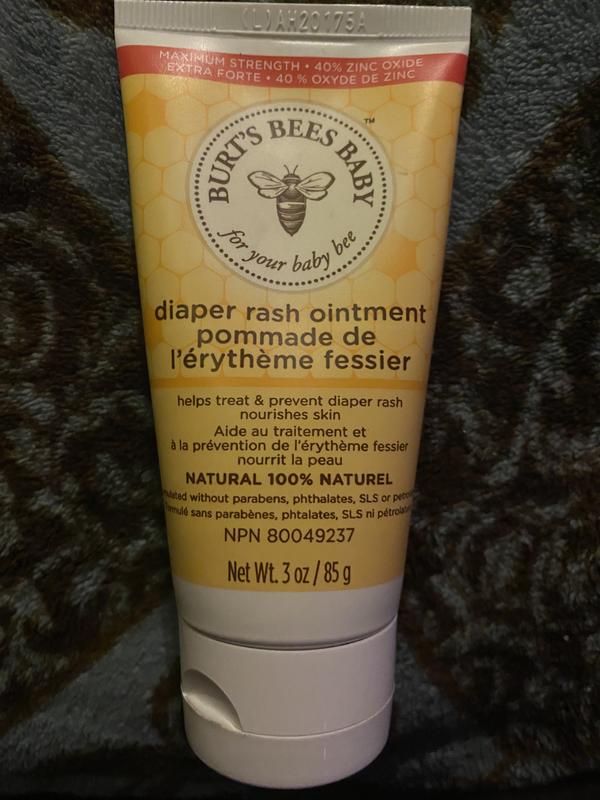 (L)AH20175A
MAXIMUM STRENGTH • 40% ZINC OXIDE
EXTRA FORTE • 40 % OXYDE DE ZINC
BURT'S BEES BABY ™
for your baby bee
diaper rash ointment
pommade de
l'érythème fessier
helps treat & prevent diaper rash
nourishes skin
Aide au traitement et
à la prévention de l'érythème fessier
nourrit la peau
NATURAL 100% NATUREL
without parabens, phthalates, SLS or
sans parabènes, phtalates, SLS ni
NPN 80049237
Net Wt. 3 oz / 85 g